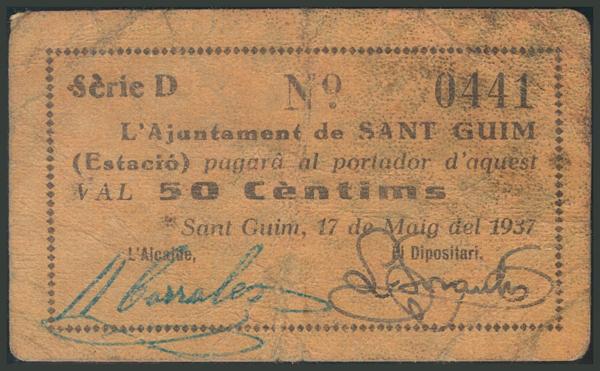 Sèrie D Nº 0441
L'Ajuntament de SANT GUIM
(Estació) pagarà al portador d'aquest
VAL 50 Cèntims
Sant Guim, 17 de Maig del 1937
L'Alcalde, El Dipositari.